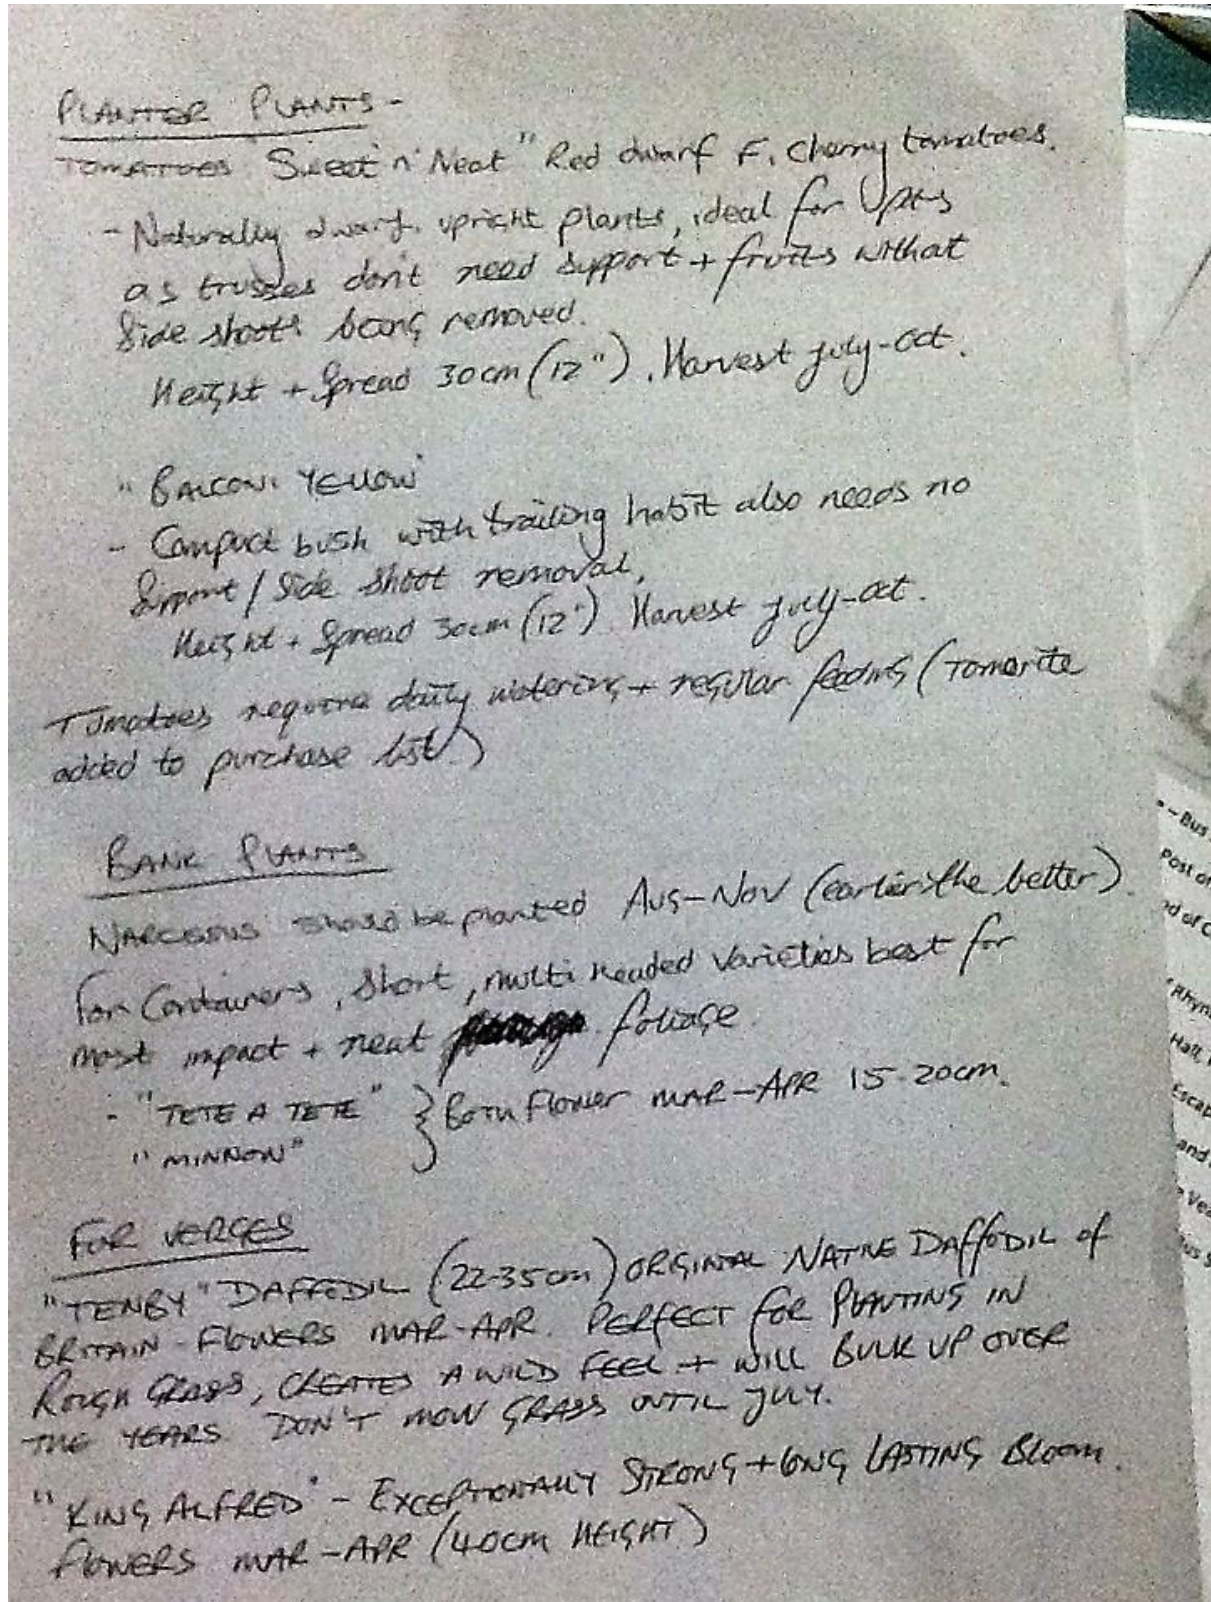 PLANTER PLANTS -
TOMATOES "Sweet 'n' Neat" Red dwarf F1 cherry tomatoes.
- Naturally dwarf, upright plants, ideal for
as trusses don't need support + fruits without
side shoots being removed.
Height + Spread 30cm (12"). Harvest July-Oct.
"BALCONI YELLOW"
- Compact bush with trailing habit also needs no
Support / Side shoot removal.
Height + Spread 30cm (12"). Harvest July-Oct.
Tomatoes require daily watering + regular feeding (Tomorite
added to purchase list.)
BANK PLANTS
NARCISSUS should be planted AUG-NOV (earlier the better).
For Containers, short, multi headed varieties best for
most impact + neat foliage.
- "TETE A TETE" } Both flower MAR-APR 15-20cm.
"MINNOW"
FOR VERGES
"TENBY" DAFFODIL (22-35cm) ORIGINAL NATIVE DAFFODIL of
BRITAIN - FLOWERS MAR-APR. PERFECT for PLANTING IN
ROUGH GRASS, CREATES A WILD FEEL + WILL BULK UP OVER
THE YEARS. DON'T MOW GRASS UNTIL JULY.
"KING ALFRED" - EXCEPTIONALLY STRONG + LONG LASTING BLOOM.
FLOWERS MAR-APR (40cm HEIGHT)
- Bus
Post
Hall,
and